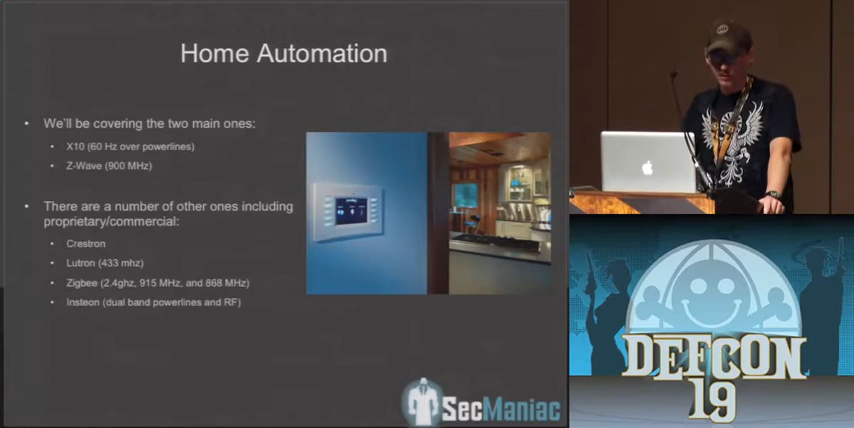 Home Automation
• We'll be covering the two main ones:
• X10 (60 Hz over powerlines)
• Z-Wave (900 MHz)
• There are a number of other ones including
proprietary/commercial:
• Crestron
• Lutron (433 mhz)
• Zigbee (2.4ghz, 915 MHz, and 868 MHz)
• Insteon (dual band powerlines and RF)
SecManiac
DEFCON
19